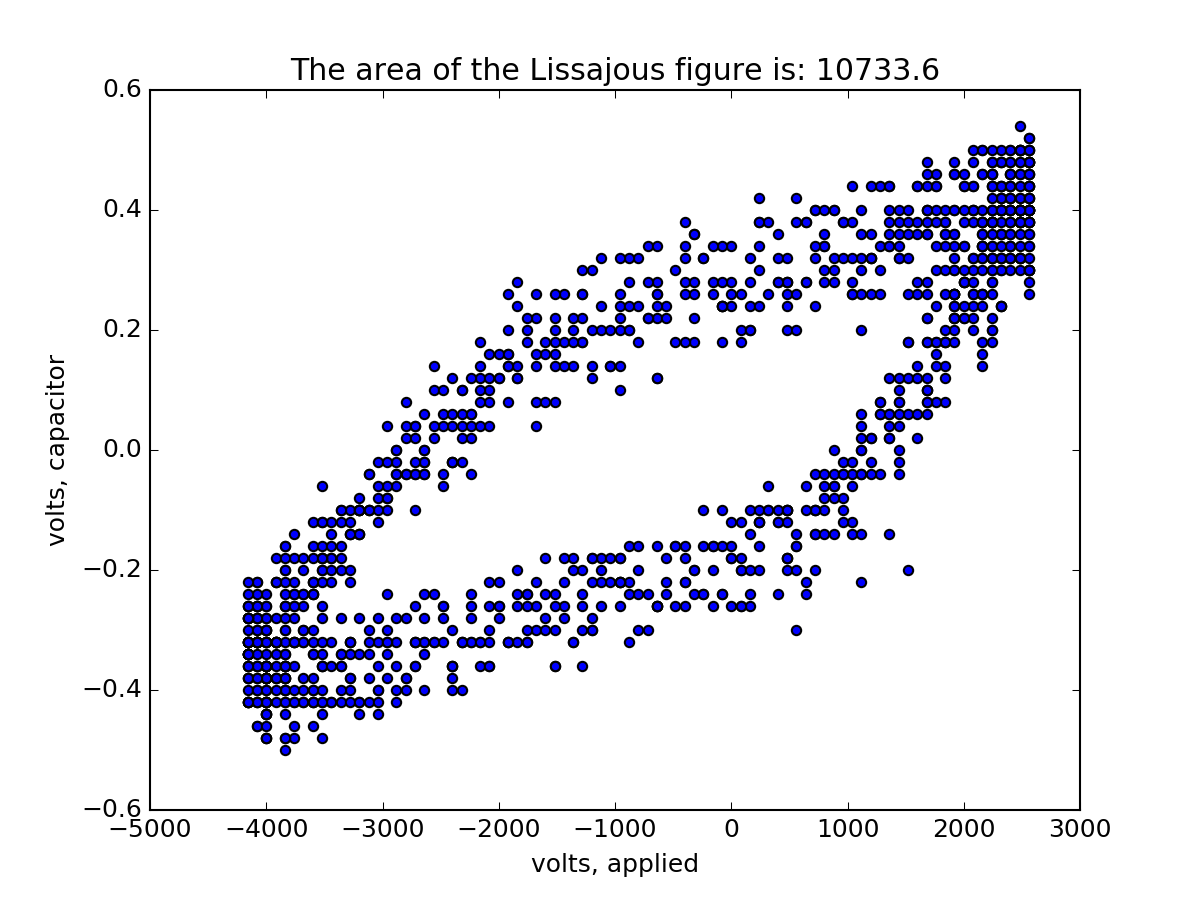 The area of the Lissajous figure is: 10733.6
0.6
0.4
0.2
0.0
−0.2
−0.4
−0.6
volts, capacitor
−5000 −4000 −3000 −2000 −1000 0 1000 2000 3000
volts, applied